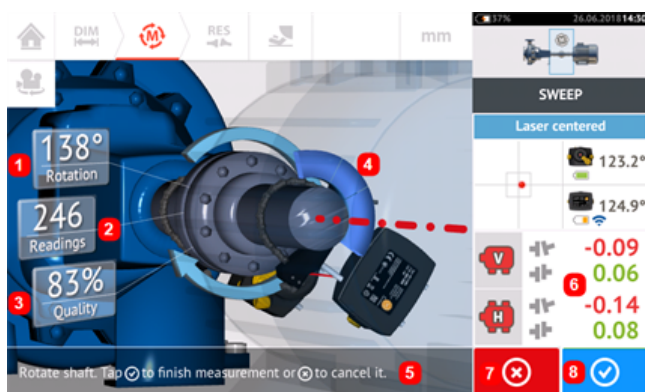 37% 26.06.2018 14:30
DIM M RES mm
SWEEP
Laser centered
123.2°
124.9°
1 138° Rotation
246 Readings 2
3 83% Quality
4
V -0.09
0.06 6
H -0.14
0.08
Rotate shaft. Tap to finish measurement or to cancel it. 5
7 8